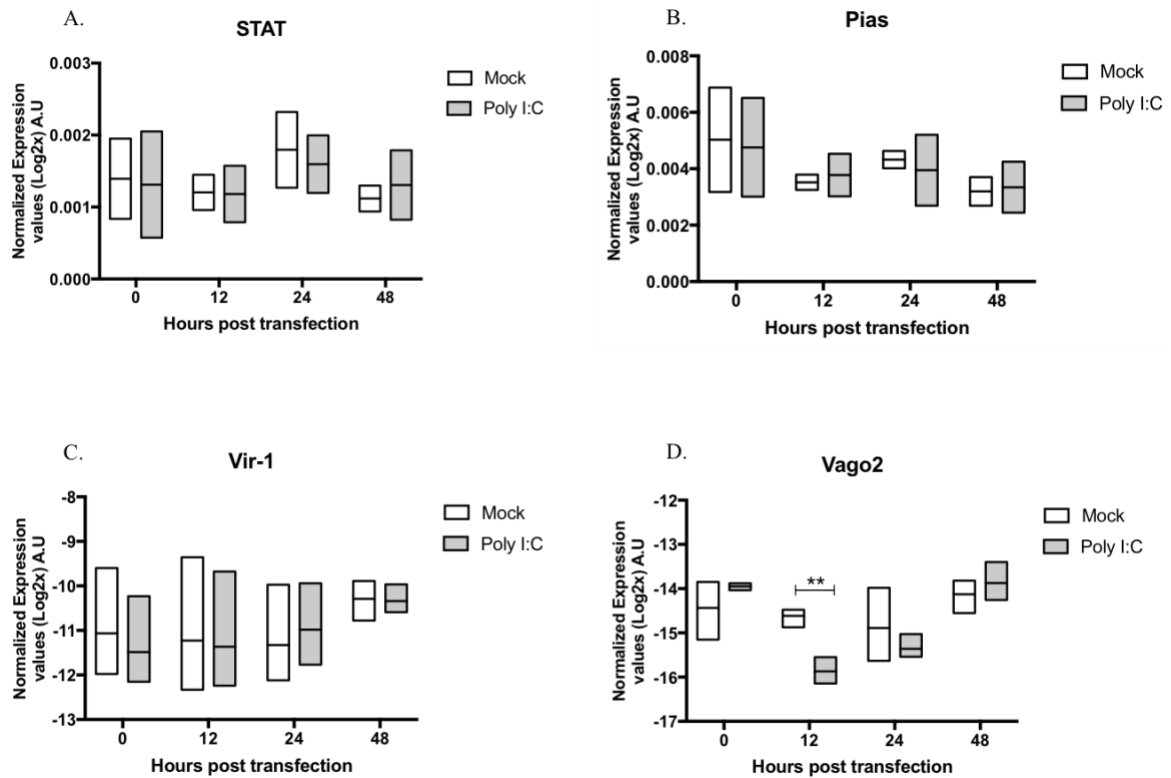 A.
STAT
Normalized Expression
values (Log2x) A.U
0.003
0.002
0.001
0.000
0
12
24
48
Hours post transfection
Mock
Poly I:C
B.
Pias
Normalized Expression
values (Log2x) A.U
0.008
0.006
0.004
0.002
0.000
0
12
24
48
Hours post transfection
Mock
Poly I:C
C.
Vir-1
Normalized Expression
values (Log2x) A.U
-8
-9
-10
-11
-12
-13
0
12
24
48
Hours post transfection
Mock
Poly I:C
D.
Vago2
Normalized Expression
values (Log2x) A.U
-12
-13
-14
-15
-16
-17
**
0
12
24
48
Hours post transfection
Mock
Poly I:C